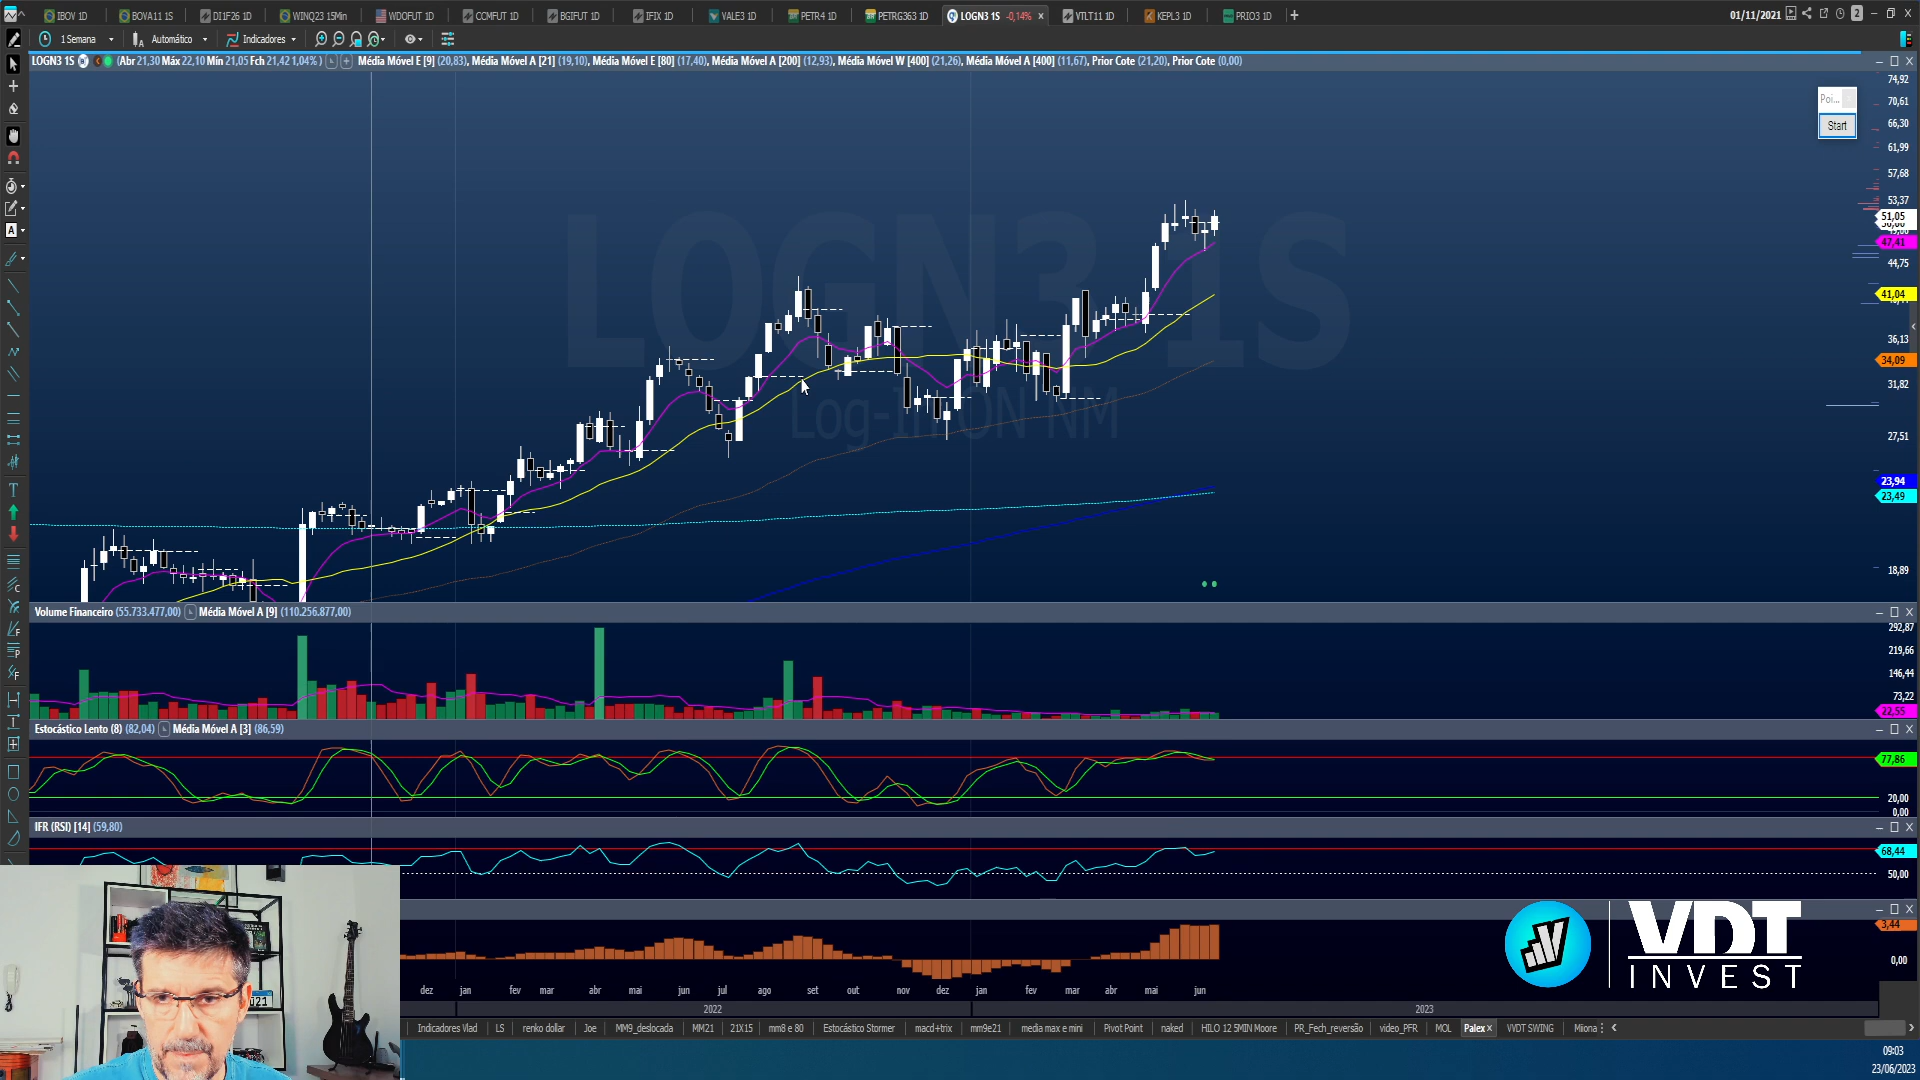 IBOV 1D
BOVA11 1S
DI1F26 1D
WINQ23 15Min
WDOFUT 1D
CCMFUT 1D
BGIFUT 1D
IFIX 1D
VALE3 1D
PETR4 1D
PETRG363 1D
LOGN3 1S -0,14% x
YTLT11 1D
KEPL3 1D
PRIO3 1D
+
01/11/2021
2
1 Semana
Automático
Indicadores
LOGN3 1S (Abr 21,30 Máx 22,10 Mín 21,05 Fch 21,42 1,04% ) Média Móvel E [9] (20,83), Média Móvel A [21] (19,10), Média Móvel E [80] (17,40), Média Móvel A [200] (12,93), Média Móvel W [400] (21,26), Média Móvel A [400] (11,67), Prior Cote (21,20), Prior Cote (0,00)
74,92
Poi...
Start
70,61
66,30
61,99
57,68
53,37
51,05
47,41
44,75
41,04
36,13
34,09
31,82
27,51
23,94
23,49
18,89
LOGN3 1S
Log-In ON NM
Volume Financeiro (55.733.477,00) Média Móvel A [9] (110.256.877,00)
292,87
219,66
146,44
73,22
22,55
Estocástico Lento (8) (82,04) Média Móvel A [3] (86,59)
77,86
20,00
0,00
IFR (RSI) [14] (59,80)
68,44
50,00
3,44
0,00
VDT
INVEST
dez jan fev mar abr mai jun jul ago set out nov dez jan fev mar abr mai jun
2022 2023
Indicadores Vlad LS renko dollar Joe MM9_deslocada MM21 21X15 mm8 e 80 Estocástico Stormer macd+trix mm9e21 media max e mini Pivot Point naked HILO 12 5MIN Moore PR_Fech_reversão video_PFR MOL Palex x VVDT SWING Miiona
09:03
23/06/2023